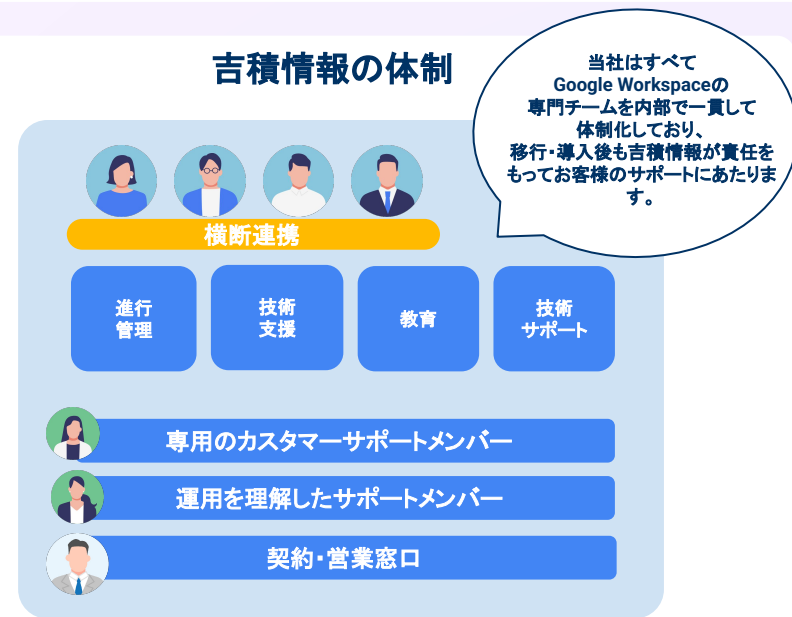 吉積情報の体制
当社はすべて
Google Workspaceの
専門チームを内部で一貫して
体制化しており、
移行・導入後も吉積情報が責任を
もってお客様のサポートにあたりま
す。
横断連携
進行
管理
技術
支援
教育
技術
サポート
専用のカスタマーサポートメンバー
運用を理解したサポートメンバー
契約・営業窓口